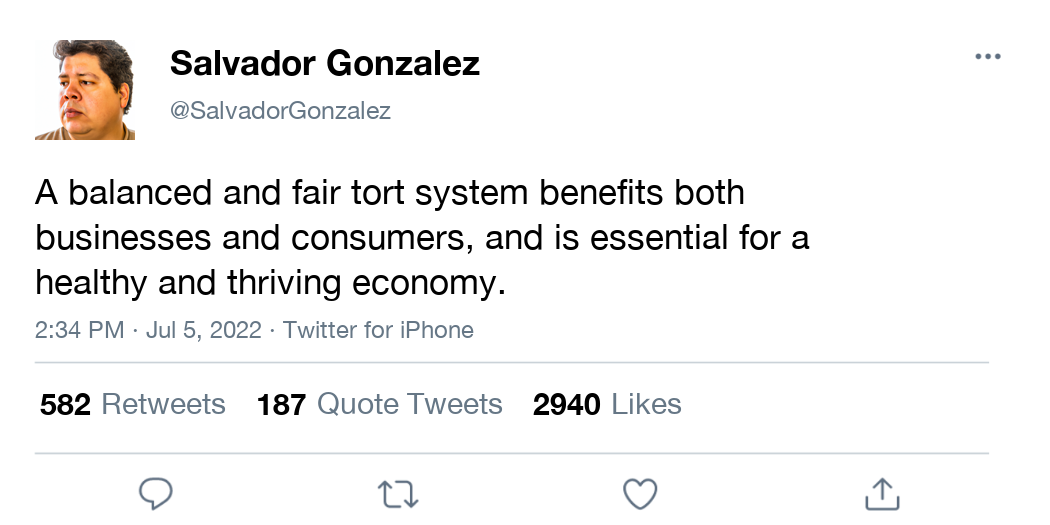 Salvador Gonzalez
@SalvadorGonzalez
A balanced and fair tort system benefits both
businesses and consumers, and is essential for a
healthy and thriving economy.
2:34 PM · Jul 5, 2022 · Twitter for iPhone
582 Retweets 187 Quote Tweets 2940 Likes